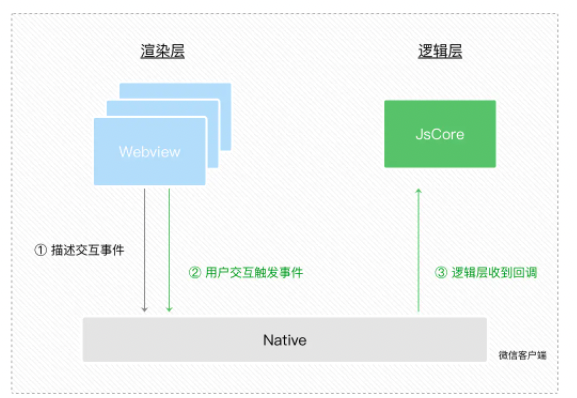 渲染层
逻辑层
Webview
JsCore
① 描述交互事件
② 用户交互触发事件
③ 逻辑层收到回调
Native
微信客户端